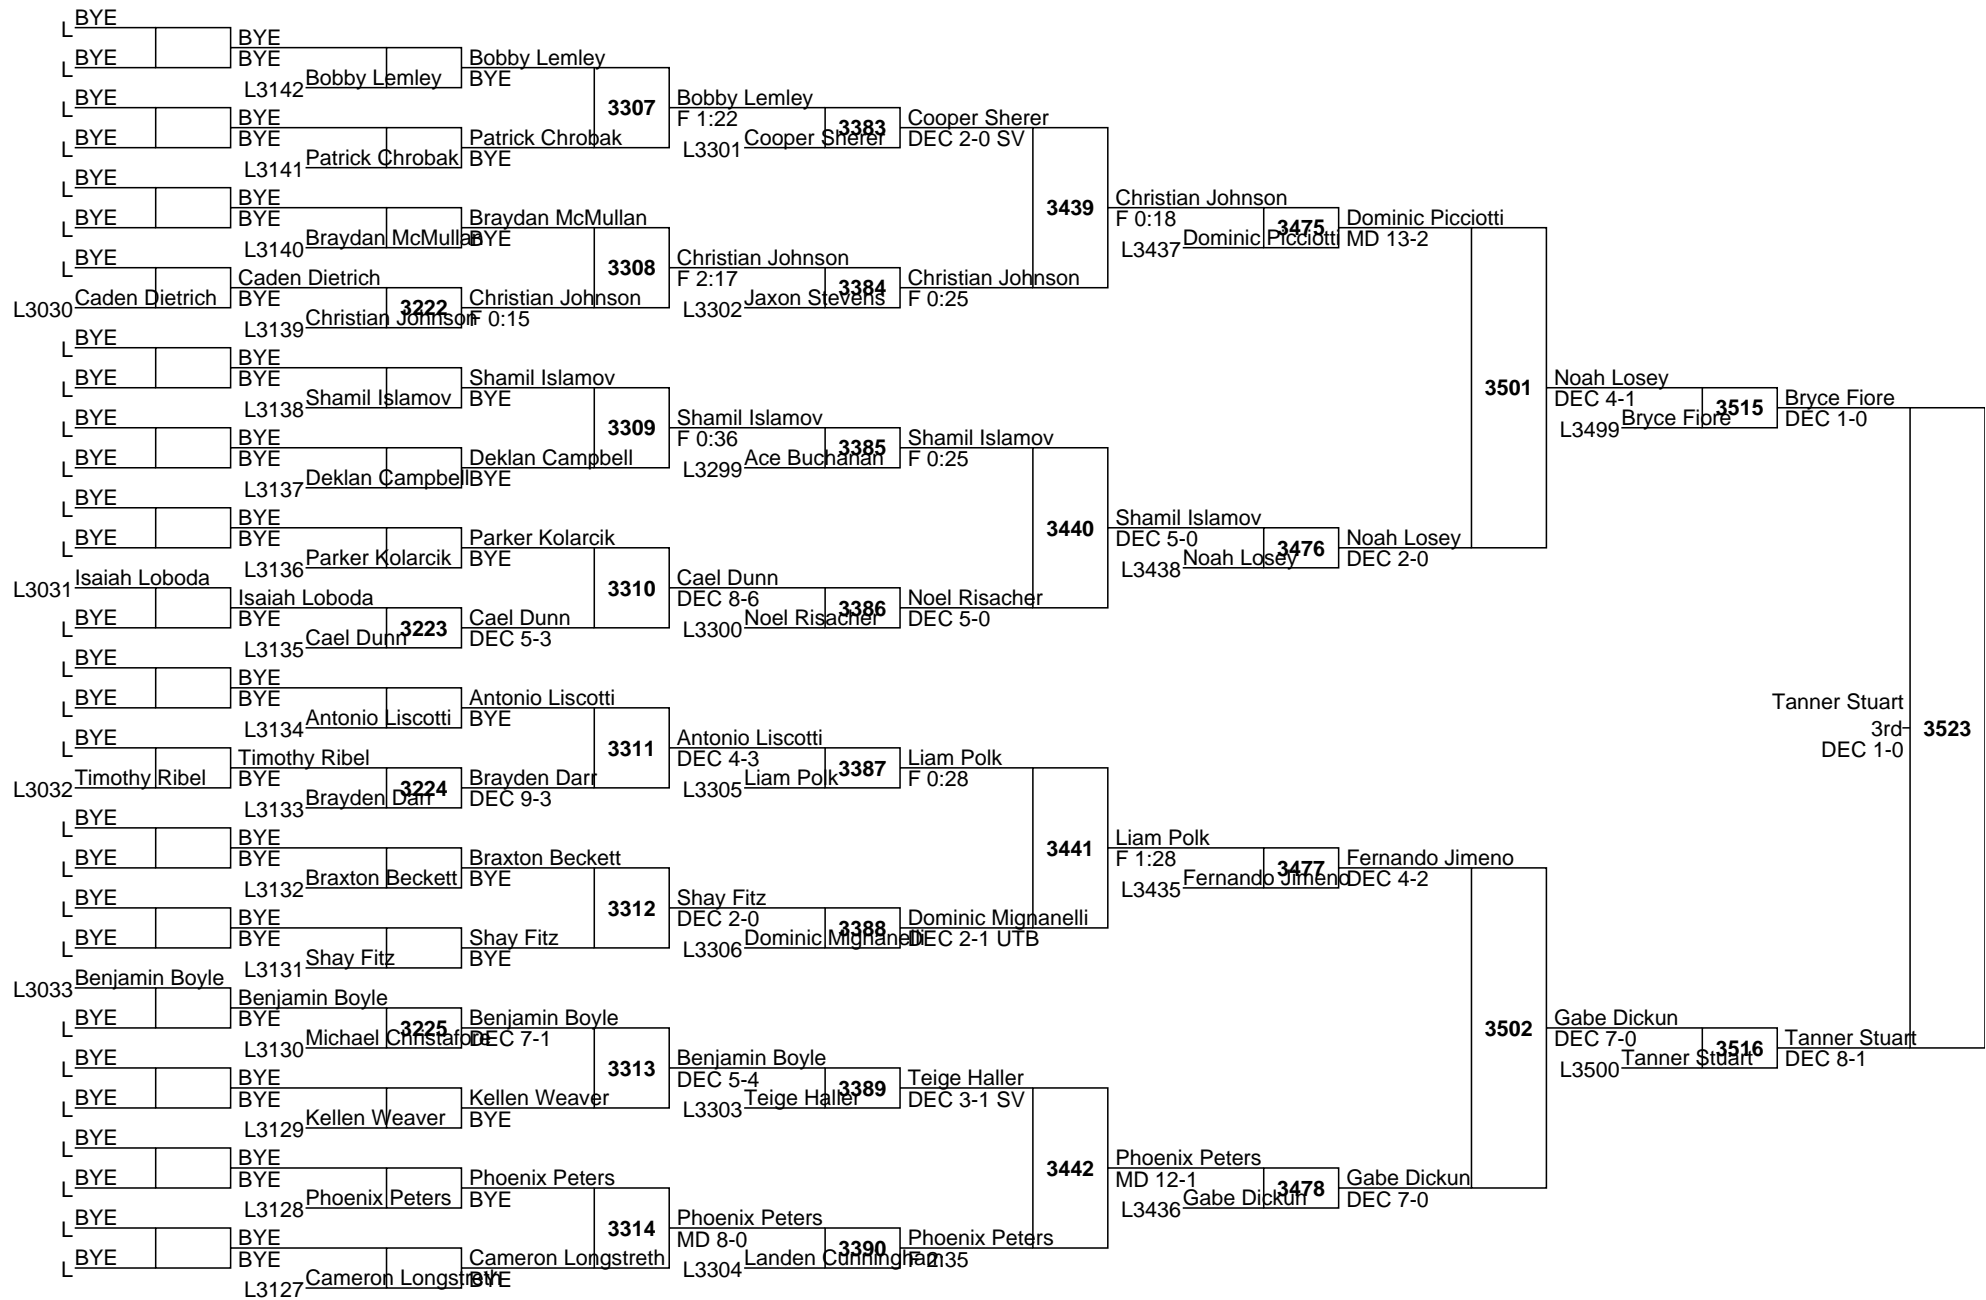 BYE
L
BYE
L
BYE
BYE
L3142 Bobby Lemley
Bobby Lemley
BYE
BYE
L
BYE
L
BYE
BYE
L3141 Patrick Chrobak
Patrick Chrobak
BYE
3307
Bobby Lemley
F 1:22
L3301 Cooper Sherer
3383
Cooper Sherer
DEC 2-0 SV
BYE
L
BYE
L
BYE
BYE
L3140 Braydan McMullan
Braydan McMullan
BYE
BYE
L
L3030 Caden Dietrich
Caden Dietrich
BYE
L3139 Christian Johnson
3222
Christian Johnson
F 0:15
3308
Christian Johnson
F 2:17
L3302 Jaxon Stevens
3384
Christian Johnson
F 0:25
3439
Christian Johnson
F 0:18
L3437 Dominic Picciotti
3475
Dominic Picciotti
MD 13-2
BYE
L
BYE
L
BYE
BYE
L3138 Shamil Islamov
Shamil Islamov
BYE
BYE
L
BYE
L
BYE
BYE
L3137 Deklan Campbell
Deklan Campbell
BYE
3309
Shamil Islamov
F 0:36
L3299 Ace Buchanan
3385
Shamil Islamov
F 0:25
BYE
L
BYE
L
BYE
BYE
L3136 Parker Kolarcik
Parker Kolarcik
BYE
L3031 Isaiah Loboda
BYE
L
Isaiah Loboda
BYE
L3135 Cael Dunn
3223
Cael Dunn
DEC 5-3
3310
Cael Dunn
DEC 8-6
L3300 Noel Risacher
3386
Noel Risacher
DEC 5-0
3440
Shamil Islamov
DEC 5-0
L3438 Noah Losey
3476
Noah Losey
DEC 2-0
3501
Noah Losey
DEC 4-1
L3499 Bryce Fiore
3515
Bryce Fiore
DEC 1-0
BYE
L
BYE
L
BYE
BYE
L3134 Antonio Liscotti
Antonio Liscotti
BYE
BYE
L
L3032 Timothy Ribel
Timothy Ribel
BYE
L3133 Brayden Darr
3224
Brayden Darr
DEC 9-3
3311
Antonio Liscotti
DEC 4-3
L3305 Liam Polk
3387
Liam Polk
F 0:28
BYE
L
BYE
L
BYE
BYE
L3132 Braxton Beckett
Braxton Beckett
BYE
BYE
L
BYE
L
BYE
BYE
L3131 Shay Fitz
Shay Fitz
BYE
3312
Shay Fitz
DEC 2-0
L3306 Dominic Mignanelli
3388
Dominic Mignanelli
DEC 2-1 UTB
3441
Liam Polk
F 1:28
L3435 Fernando Jimeno
3477
Fernando Jimeno
DEC 4-2
L3033 Benjamin Boyle
BYE
L
Benjamin Boyle
BYE
L3130 Michael Christafore
3225
Benjamin Boyle
DEC 7-1
BYE
L
BYE
L
BYE
BYE
L3129 Kellen Weaver
Kellen Weaver
BYE
3313
Benjamin Boyle
DEC 5-4
L3303 Teige Haller
3389
Teige Haller
DEC 3-1 SV
BYE
L
BYE
L
BYE
BYE
L3128 Phoenix Peters
Phoenix Peters
BYE
BYE
L
BYE
L
BYE
BYE
L3127 Cameron Longstreth
Cameron Longstreth
BYE
3314
Phoenix Peters
MD 8-0
L3304 Landen Cunningham
3390
Phoenix Peters
F 2:35
3442
Phoenix Peters
MD 12-1
L3436 Gabe Dickun
3478
Gabe Dickun
DEC 7-0
3502
Gabe Dickun
DEC 7-0
L3500 Tanner Stuart
3516
Tanner Stuart
DEC 8-1
Tanner Stuart
3rd
DEC 1-0
3523